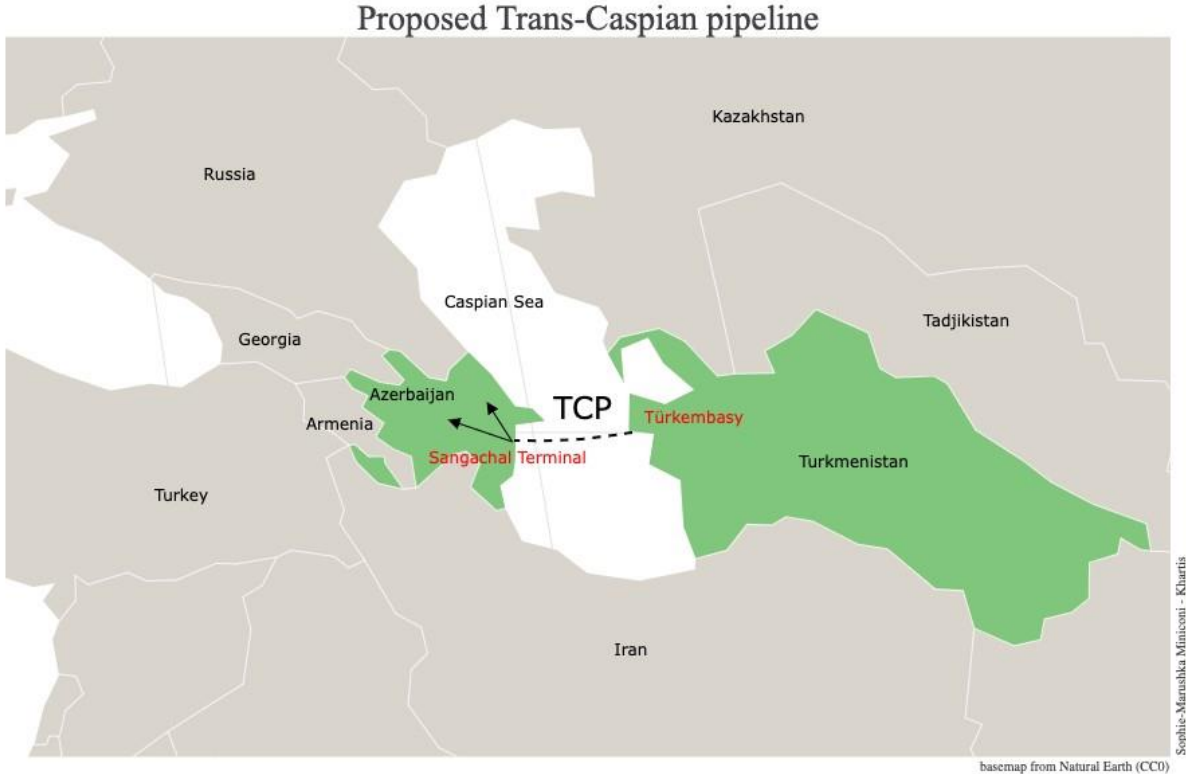 Proposed Trans-Caspian pipeline
Kazakhstan
Russia
Caspian Sea
Tadjikistan
Georgia
Azerbaijan
TCP
Türkembasy
Armenia
Sangachal Terminal
Turkmenistan
Turkey
Iran
Sophie-Marushka Miniconi - Khartis
basemap from Natural Earth (CC0)